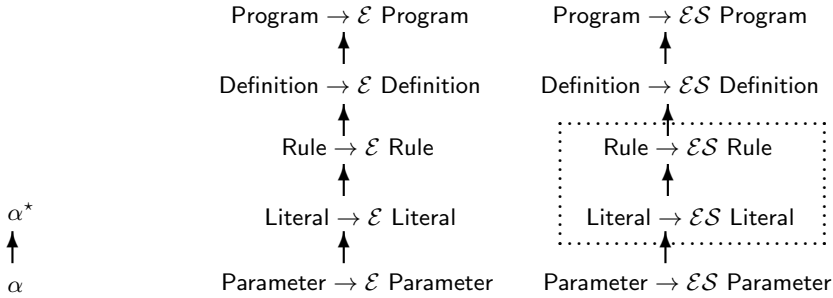 Program → ℰ Program Program → ℰ𝒮 Program
Definition → ℰ Definition Definition → ℰ𝒮 Definition
Rule → ℰ Rule Rule → ℰ𝒮 Rule
α* Literal → ℰ Literal Literal → ℰ𝒮 Literal
α Parameter → ℰ Parameter Parameter → ℰ𝒮 Parameter